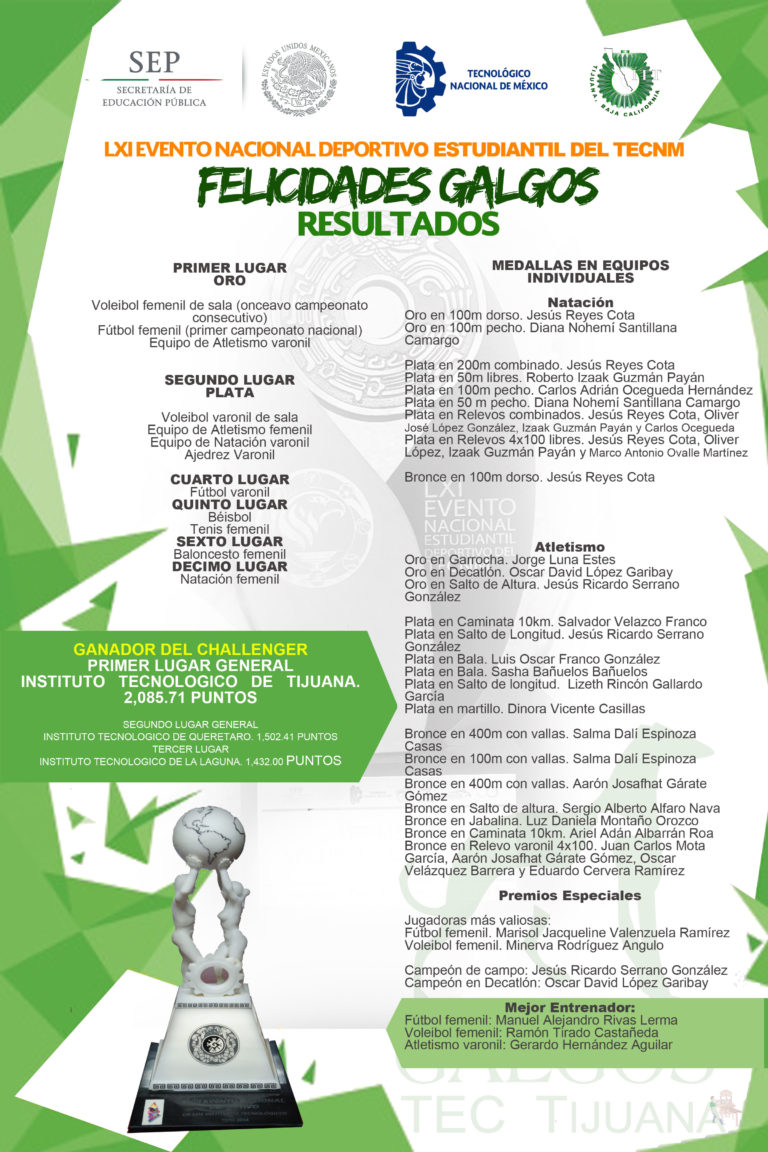 SEP
SECRETARÍA DE
EDUCACIÓN PÚBLICA
ESTADOS UNIDOS MEXICANOS
TECNOLÓGICO
NACIONAL DE MÉXICO
TIJUANA, BAJA CALIFORNIA
LXI EVENTO NACIONAL DEPORTIVO ESTUDIANTIL DEL TECNM
FELICIDADES GALGOS
RESULTADOS
PRIMER LUGAR
ORO
Voleibol femenil de sala (onceavo campeonato
consecutivo)
Fútbol femenil (primer campeonato nacional)
Equipo de Atletismo varonil
SEGUNDO LUGAR
PLATA
Voleibol varonil de sala
Equipo de Atletismo femenil
Equipo de Natación varonil
Ajedrez Varonil
CUARTO LUGAR
Fútbol varonil
QUINTO LUGAR
Béisbol
Tenis femenil
SEXTO LUGAR
Baloncesto femenil
DECIMO LUGAR
Natación femenil
GANADOR DEL CHALLENGER
PRIMER LUGAR GENERAL
INSTITUTO TECNOLOGICO DE TIJUANA.
2,085.71 PUNTOS
SEGUNDO LUGAR GENERAL
INSTITUTO TECNOLOGICO DE QUERETARO. 1,502.41 PUNTOS
TERCER LUGAR
INSTITUTO TECNOLOGICO DE LA LAGUNA. 1,432.00 PUNTOS
MEDALLAS EN EQUIPOS
INDIVIDUALES
Natación
Oro en 100m dorso. Jesús Reyes Cota
Oro en 100m pecho. Diana Nohemí Santillana
Camargo
Plata en 200m combinado. Jesús Reyes Cota
Plata en 50m libres. Roberto Izaak Guzmán Payán
Plata en 100m pecho. Carlos Adrián Ocegueda Hernández
Plata en 50 m pecho. Diana Nohemí Santillana Camargo
Plata en Relevos combinados. Jesús Reyes Cota, Oliver
José López González, Izaak Guzmán Payán y Carlos Ocegueda
Plata en Relevos 4x100 libres. Jesús Reyes Cota, Oliver
López, Izaak Guzmán Payán y Marco Antonio Ovalle Martínez
Bronce en 100m dorso. Jesús Reyes Cota
LXI
EVENTO
NACIONAL
ESTUDIANTIL
DEPORTIVO DEL
Atletismo
Oro en Garrocha. Jorge Luna Estes
Oro en Decatlón. Oscar David López Garibay
Oro en Salto de Altura. Jesús Ricardo Serrano
González
Plata en Caminata 10km. Salvador Velazco Franco
Plata en Salto de Longitud. Jesús Ricardo Serrano
González
Plata en Bala. Luis Oscar Franco González
Plata en Bala. Sasha Bañuelos Bañuelos
Plata en Salto de longitud. Lizeth Rincón Gallardo
García
Plata en martillo. Dinora Vicente Casillas
Bronce en 400m con vallas. Salma Dalí Espinoza
Casas
Bronce en 100m con vallas. Salma Dalí Espinoza
Casas
Bronce en 400m con vallas. Aarón Josafhat Gárate
Gómez
Bronce en Salto de altura. Sergio Alberto Alfaro Nava
Bronce en Jabalina. Luz Daniela Montaño Orozco
Bronce en Caminata 10km. Ariel Adán Albarrán Roa
Bronce en Relevo varonil 4x100. Juan Carlos Mota
García, Aarón Josafhat Gárate Gómez, Oscar
Velázquez Barrera y Eduardo Cervera Ramírez
Premios Especiales
Jugadoras más valiosas:
Fútbol femenil. Marisol Jacqueline Valenzuela Ramírez
Voleibol femenil. Minerva Rodríguez Angulo
Campeón de campo: Jesús Ricardo Serrano González
Campeón en Decatlón: Oscar David López Garibay
Mejor Entrenador:
Fútbol femenil: Manuel Alejandro Rivas Lerma
Voleibol femenil: Ramón Tirado Castañeda
Atletismo varonil: Gerardo Hernández Aguilar
GALGOS
TEC TIJUANA